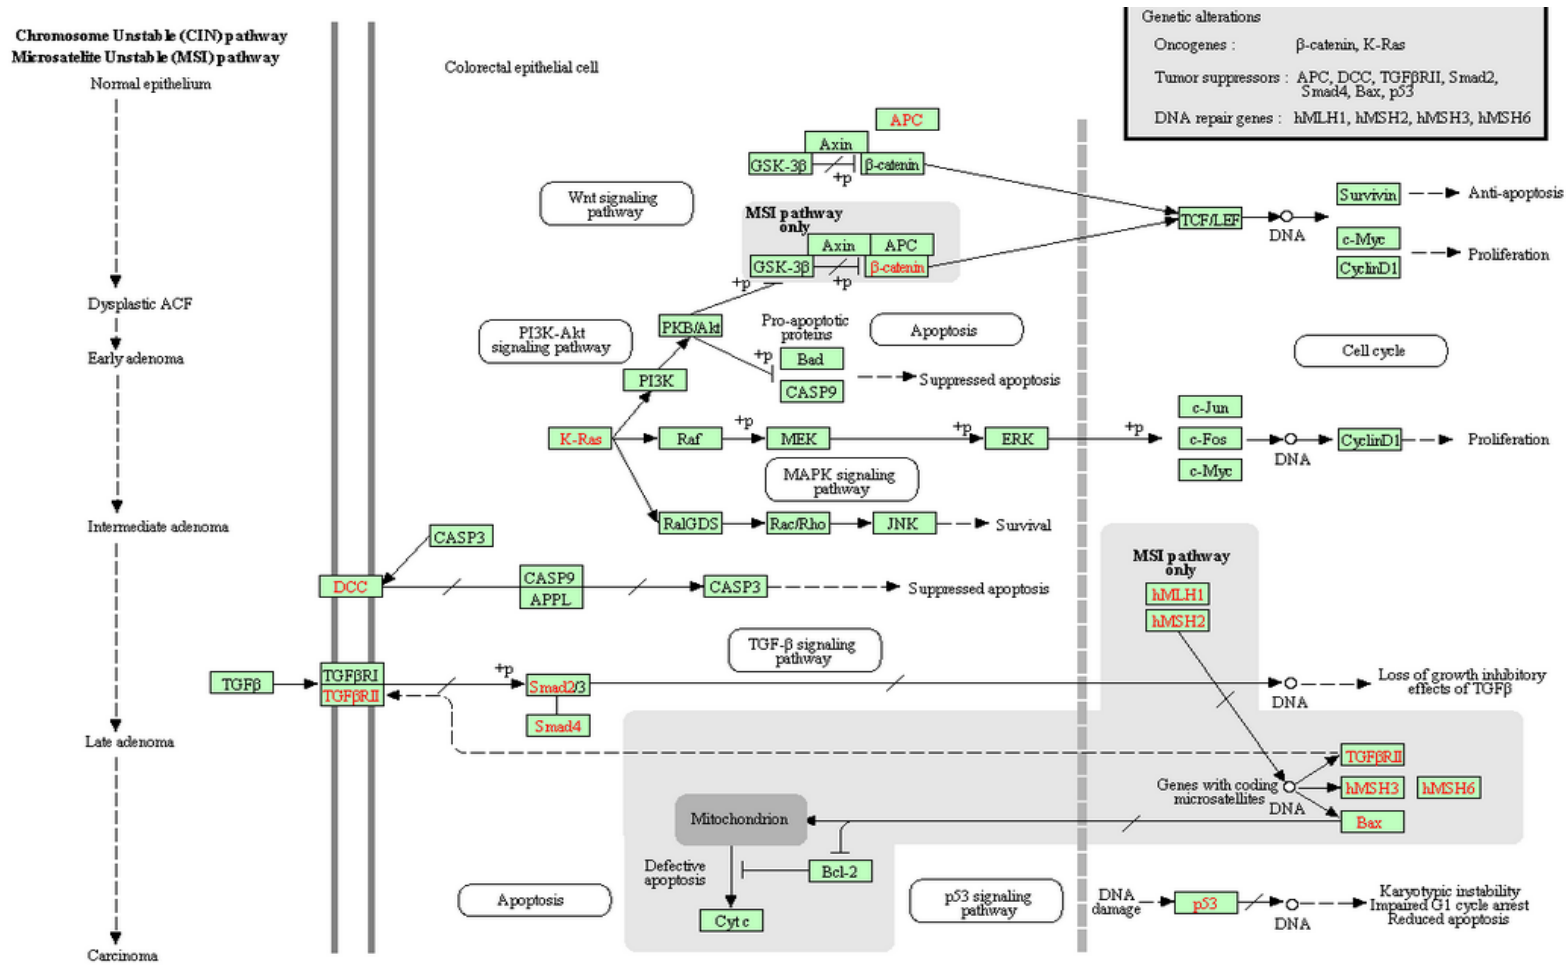 Chromosome Unstable (CIN) pathway
Microsatelite Unstable (MSI) pathway
Normal epithelium
Dysplastic ACF
Early adenoma
Intermediate adenoma
Late adenoma
Carcinoma
Colorectal epithelial cell
Genetic alterations
Oncogenes : β-catenin, K-Ras
Tumor suppressors : APC, DCC, TGFβRII, Smad2,
Smad4, Bax, p53
DNA repair genes : hMLH1, hMSH2, hMSH3, hMSH6
APC
Axin
GSK-3β
β-catenin
+p
Wnt signaling
pathway
MSI pathway
only
Axin
APC
GSK-3β
β-catenin
+p
+p
TCF/LEF
DNA
Survivin
Anti-apoptosis
c-Myc
CyclinD1
Proliferation
PI3K-Akt
signaling pathway
PKB/Akt
PI3K
Pro-apoptotic
proteins
+p
Bad
CASP9
Apoptosis
Suppressed apoptosis
Cell cycle
K-Ras
Raf
+p
MEK
+p
ERK
+p
c-Jun
c-Fos
c-Myc
DNA
CyclinD1
Proliferation
MAPK signaling
pathway
RalGDS
Rac/Rho
JNK
Survival
CASP3
DCC
CASP9
APPL
CASP3
Suppressed apoptosis
MSI pathway
only
hMLH1
hMSH2
TGF-β signaling
pathway
TGFβ
TGFβRI
TGFβRII
+p
Smad2/3
Smad4
DNA
Loss of growth inhibitory
effects of TGFβ
Genes with coding
microsatellites
DNA
TGFβRII
hMSH3
hMSH6
Bax
Mitochondrion
Defective
apoptosis
Bcl-2
Cyt c
Apoptosis
p53 signaling
pathway
DNA
damage
p53
DNA
Karyotypic instability
Impaired G1 cycle arrest
Reduced apoptosis